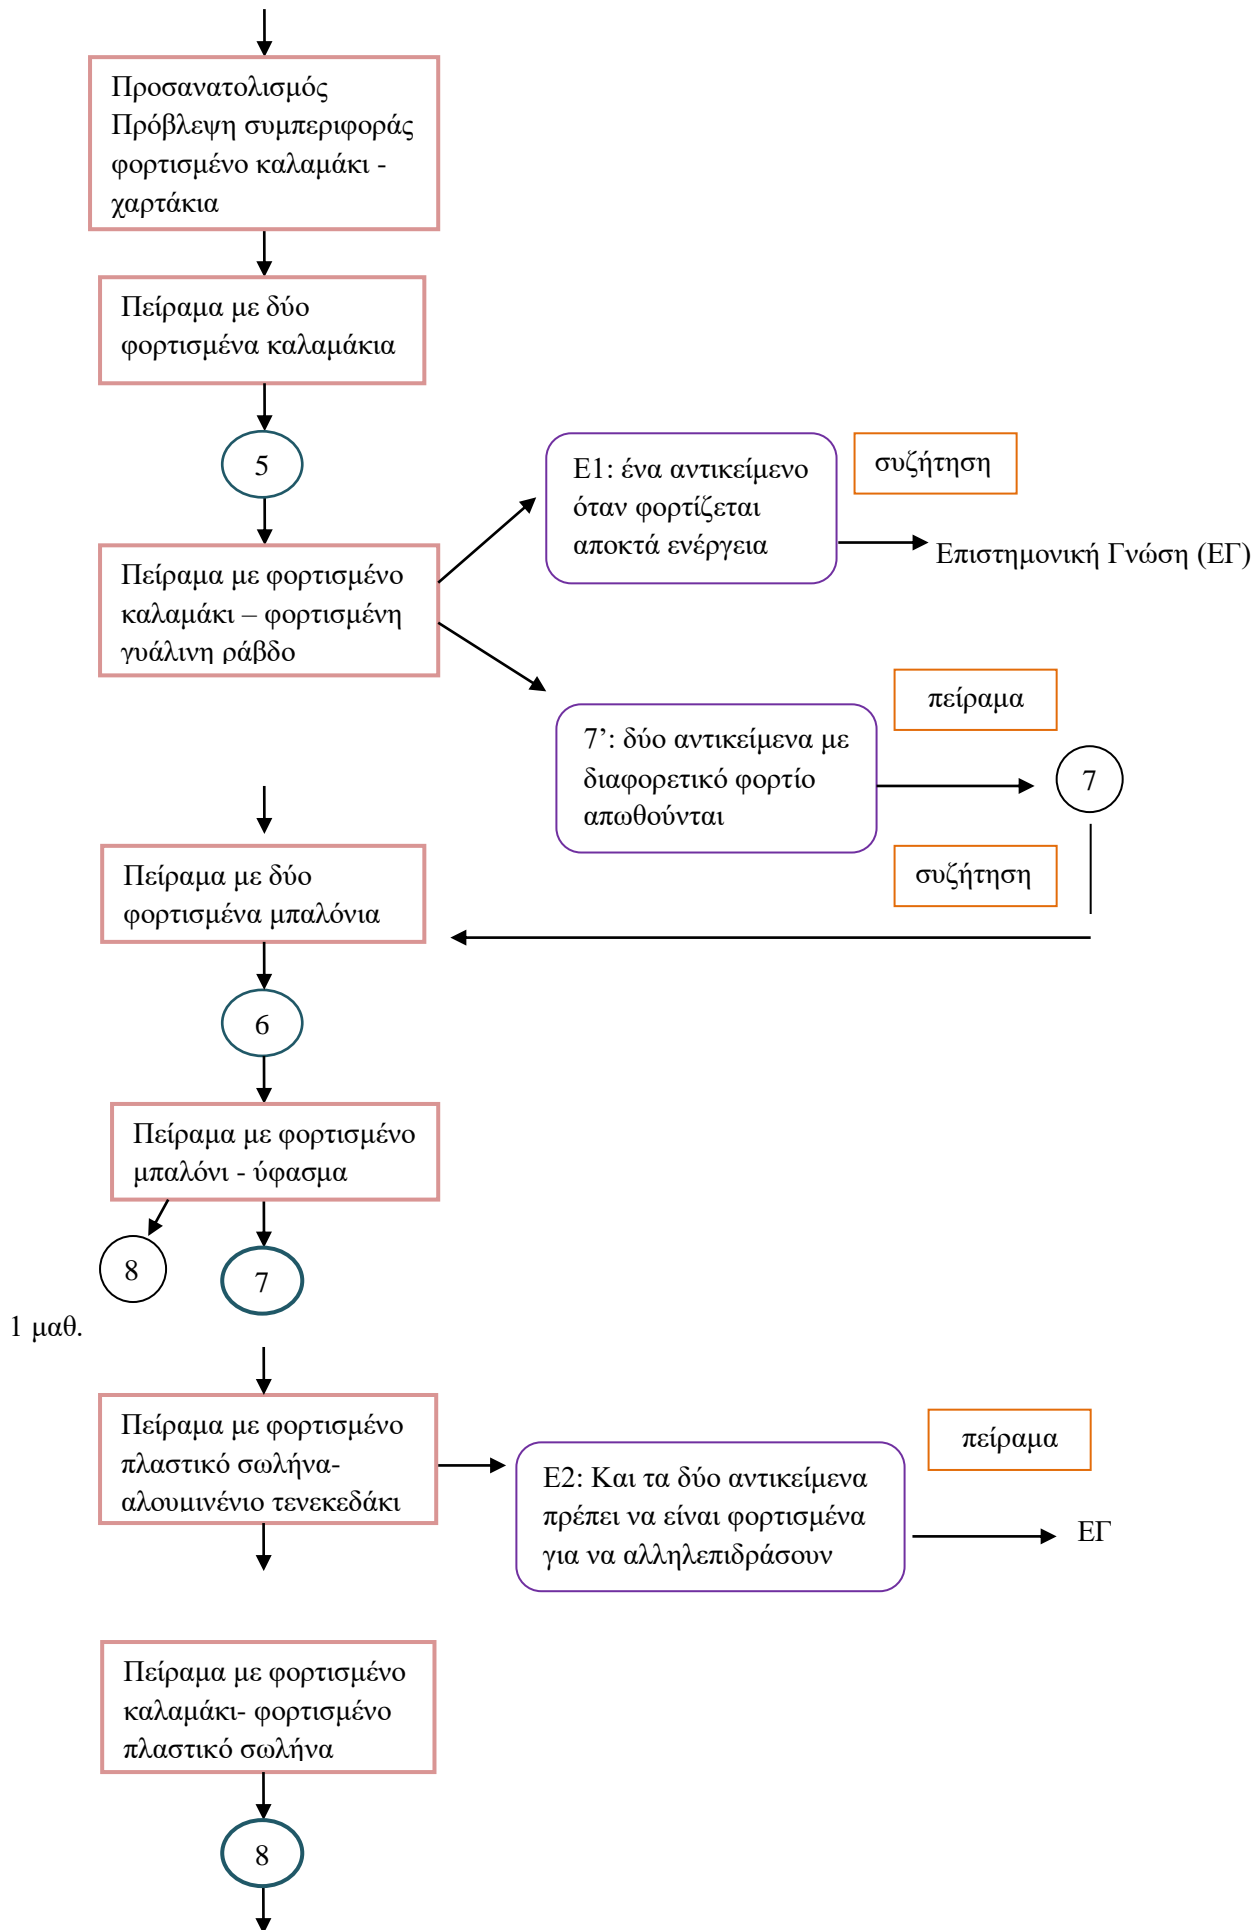 Προσανατολισμός
Πρόβλεψη συμπεριφοράς
φορτισμένο καλαμάκι -
χαρτάκια
Πείραμα με δύο
φορτισμένα καλαμάκια
5
Ε1: ένα αντικείμενο
όταν φορτίζεται
αποκτά ενέργεια
συζήτηση
Επιστημονική Γνώση (ΕΓ)
Πείραμα με φορτισμένο
καλαμάκι – φορτισμένη
γυάλινη ράβδο
πείραμα
7’: δύο αντικείμενα με
διαφορετικό φορτίο
απωθούνται
7
συζήτηση
Πείραμα με δύο
φορτισμένα μπαλόνια
6
Πείραμα με φορτισμένο
μπαλόνι - ύφασμα
8
7
1 μαθ.
Πείραμα με φορτισμένο
πλαστικό σωλήνα-
αλουμινένιο τενεκεδάκι
πείραμα
Ε2: Και τα δύο αντικείμενα
πρέπει να είναι φορτισμένα
για να αλληλεπιδράσουν
ΕΓ
Πείραμα με φορτισμένο
καλαμάκι- φορτισμένο
πλαστικό σωλήνα
8